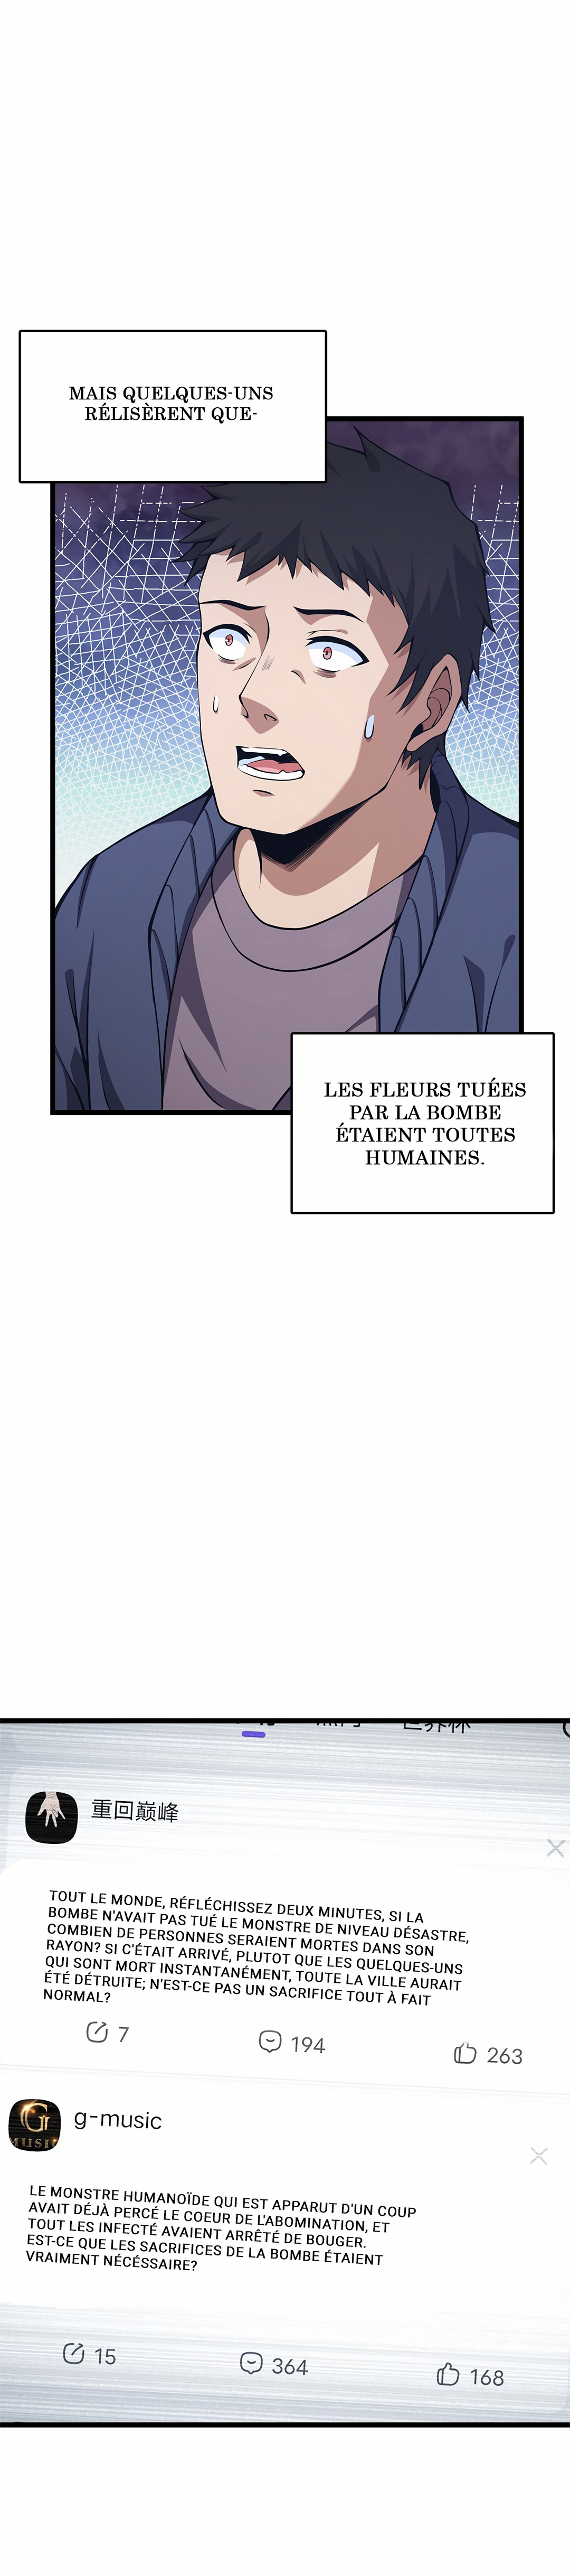 MAIS QUELQUES-UNS
RÉLISÈRENT QUE-
LES FLEURS TUÉES
PAR LA BOMBE
ÉTAIENT TOUTES
HUMAINES.
重回巅峰
TOUT LE MONDE, RÉFLÉCHISSEZ DEUX MINUTES, SI LA
BOMBE N'AVAIT PAS TUÉ LE MONSTRE DE NIVEAU DÉSASTRE,
COMBIEN DE PERSONNES SERAIENT MORTES DANS SON
RAYON? SI C'ÉTAIT ARRIVÉ, PLUTOT QUE LES QUELQUES-UNS
QUI SONT MORT INSTANTANÉMENT, TOUTE LA VILLE AURAIT
ÉTÉ DÉTRUITE; N'EST-CE PAS UN SACRIFICE TOUT À FAIT
NORMAL?
7 194 263
G
MUSI
g-music
LE MONSTRE HUMANOÏDE QUI EST APPARUT D'UN COUP
AVAIT DÉJÀ PERCÉ LE COEUR DE L'ABOMINATION, ET
TOUT LES INFECTÉ AVAIENT ARRÊTÉ DE BOUGER.
EST-CE QUE LES SACRIFICES DE LA BOMBE ÉTAIENT
VRAIMENT NÉCÉSSAIRE?
15 364 168